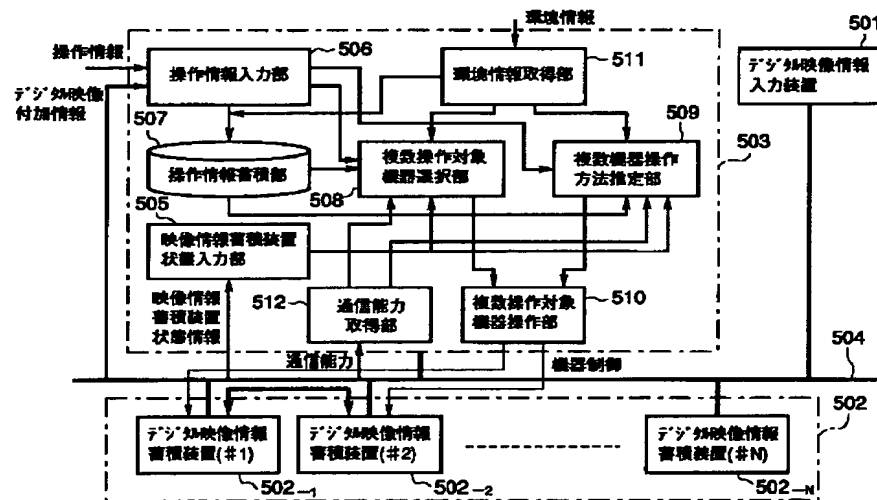 環境情報
操作情報
506
操作情報入力部
環境情報取得部
511
501
デジタル映像情報
入力装置
デジタル映像
付加情報
507
509
503
操作情報蓄積部
複数操作対象
機器選択部
508
複数機器操作
方法推定部
505
映像情報蓄積装置
状態入力部
映像情報
蓄積装置
状態情報
512
通信能力
取得部
複数操作対象
機器操作部
510
通信能力
機器制御
504
502
デジタル映像情報
蓄積装置(#1)
デジタル映像情報
蓄積装置(#2)
デジタル映像情報
蓄積装置(#N)
502-1
502-2
502-N